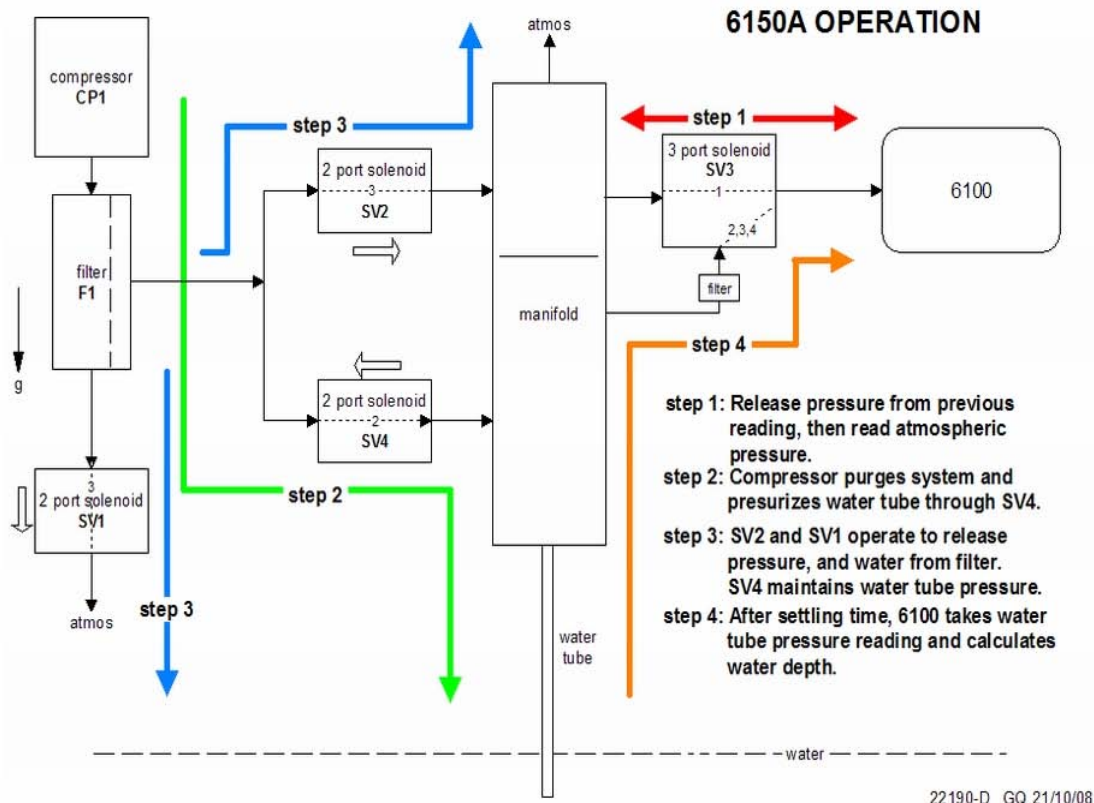 6150A OPERATION
atmos
compressor
CP1
step 3
step 1
2 port solenoid
3
SV2
3 port solenoid
SV3
1
2,3,4
6100
filter
F1
filter
manifold
g
step 4
2 port solenoid
2
SV4
step 2
3
2 port solenoid
SV1
atmos
step 3
step 1: Release pressure from previous
reading, then read atmospheric
pressure.
step 2: Compressor purges system and
presurizes water tube through SV4.
step 3: SV2 and SV1 operate to release
pressure, and water from filter.
SV4 maintains water tube pressure.
step 4: After settling time, 6100 takes water
tube pressure reading and calculates
water depth.
water
tube
water
22190-D GQ 21/10/08